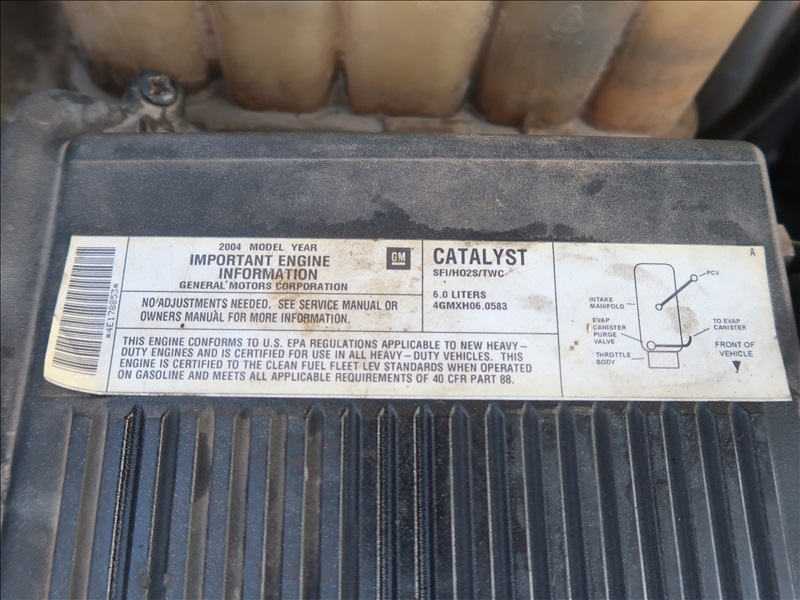 *4E178853*
2004 MODEL YEAR
IMPORTANT ENGINE
INFORMATION
GENERAL MOTORS CORPORATION
GM
NO ADJUSTMENTS NEEDED. SEE SERVICE MANUAL OR
OWNERS MANUAL FOR MORE INFORMATION.
CATALYST
SFI/HO2S/TWC
6.0 LITERS
4GMXH06.0583
THIS ENGINE CONFORMS TO U.S. EPA REGULATIONS APPLICABLE TO NEW HEAVY-
DUTY ENGINES AND IS CERTIFIED FOR USE IN ALL HEAVY-DUTY VEHICLES. THIS
ENGINE IS CERTIFIED TO THE CLEAN FUEL FLEET LEV STANDARDS WHEN OPERATED
ON GASOLINE AND MEETS ALL APPLICABLE REQUIREMENTS OF 40 CFR PART 88.
A
PCV
INTAKE
MANIFOLD
EVAP
CANISTER
PURGE
VALVE
THROTTLE
BODY
TO EVAP
CANISTER
FRONT OF
VEHICLE